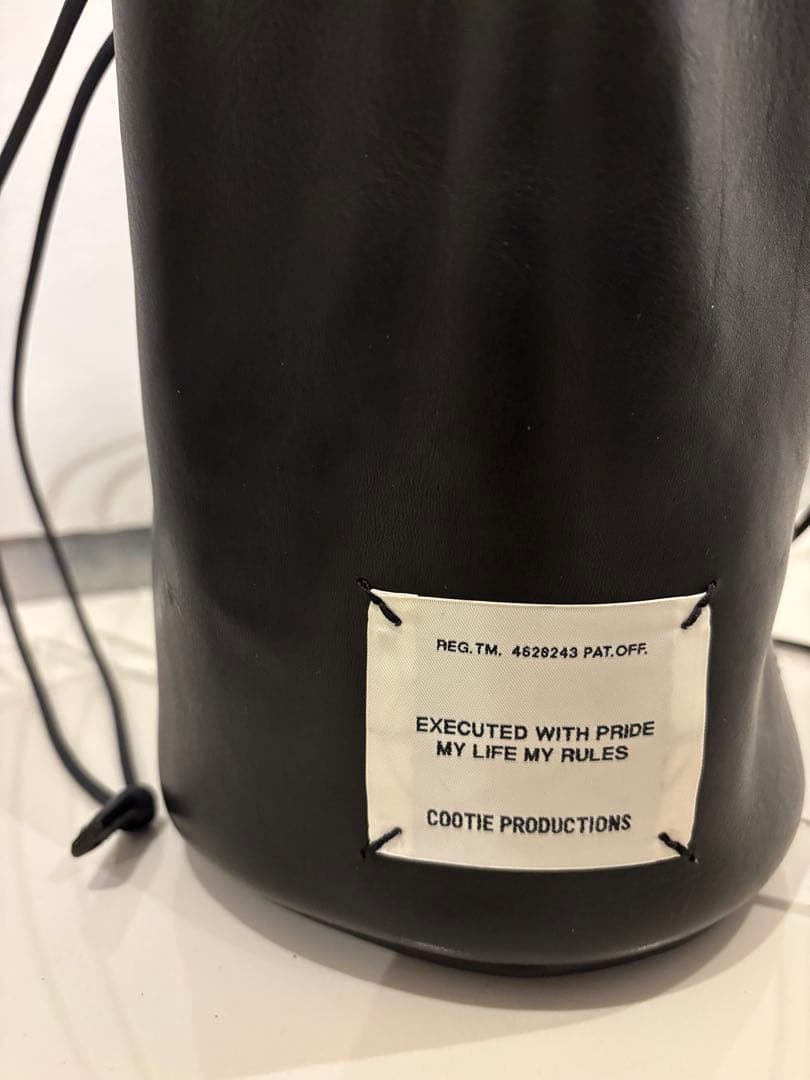 REG.TM. 4628243 PAT.OFF.
EXECUTED WITH PRIDE
MY LIFE MY RULES
COOTIE PRODUCTIONS